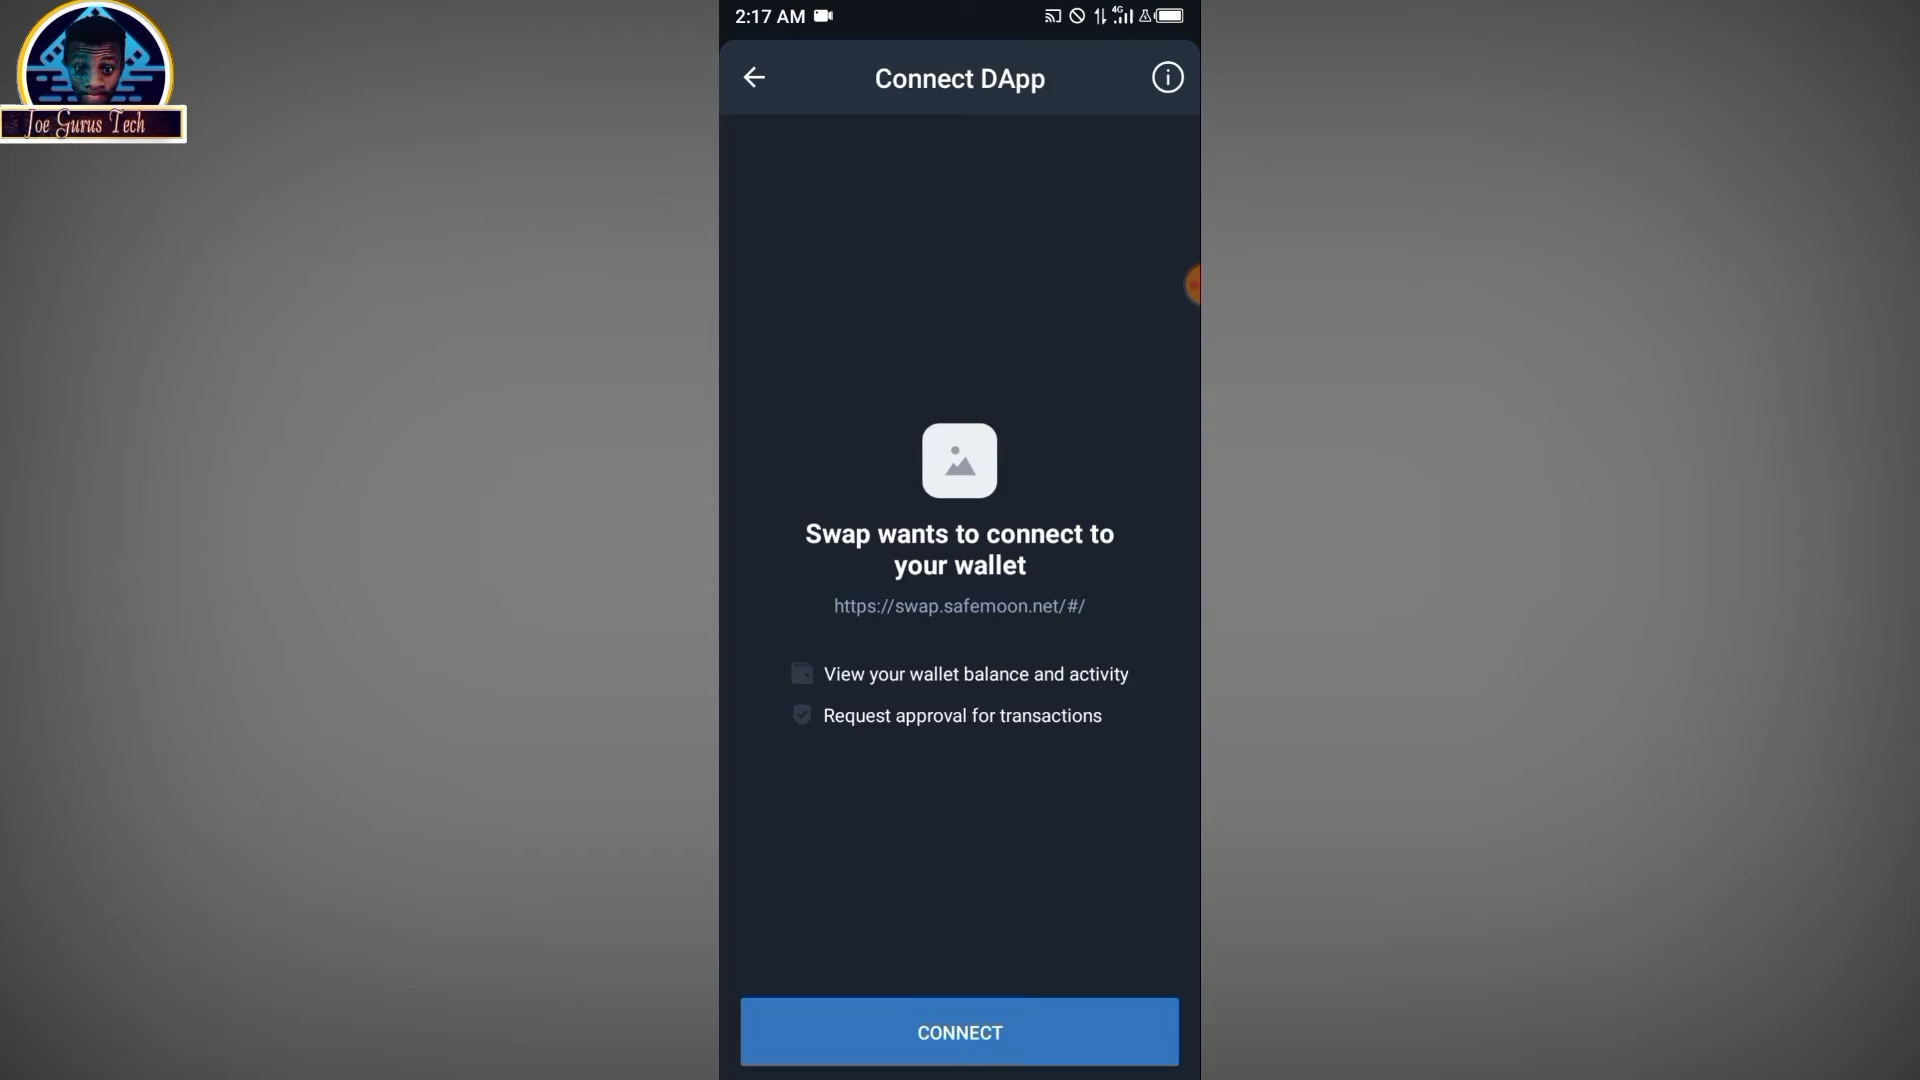 2:17 AM
4G
Joe Gurus Tech
Connect DApp
Swap wants to connect to
your wallet
https://swap.safemoon.net/#/
View your wallet balance and activity
Request approval for transactions
CONNECT